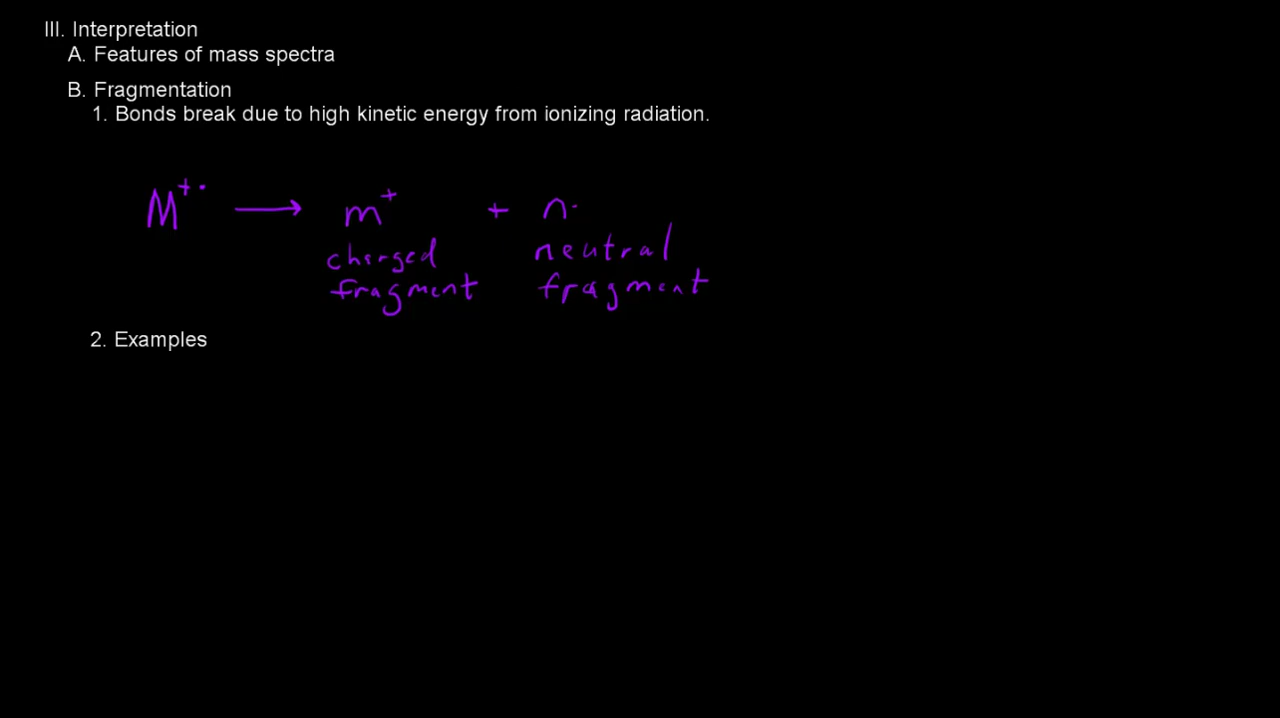 III. Interpretation
A. Features of mass spectra
B. Fragmentation
1. Bonds break due to high kinetic energy from ionizing radiation.
M⁺· → m⁺ + n·
charged fragment
neutral fragment
2. Examples